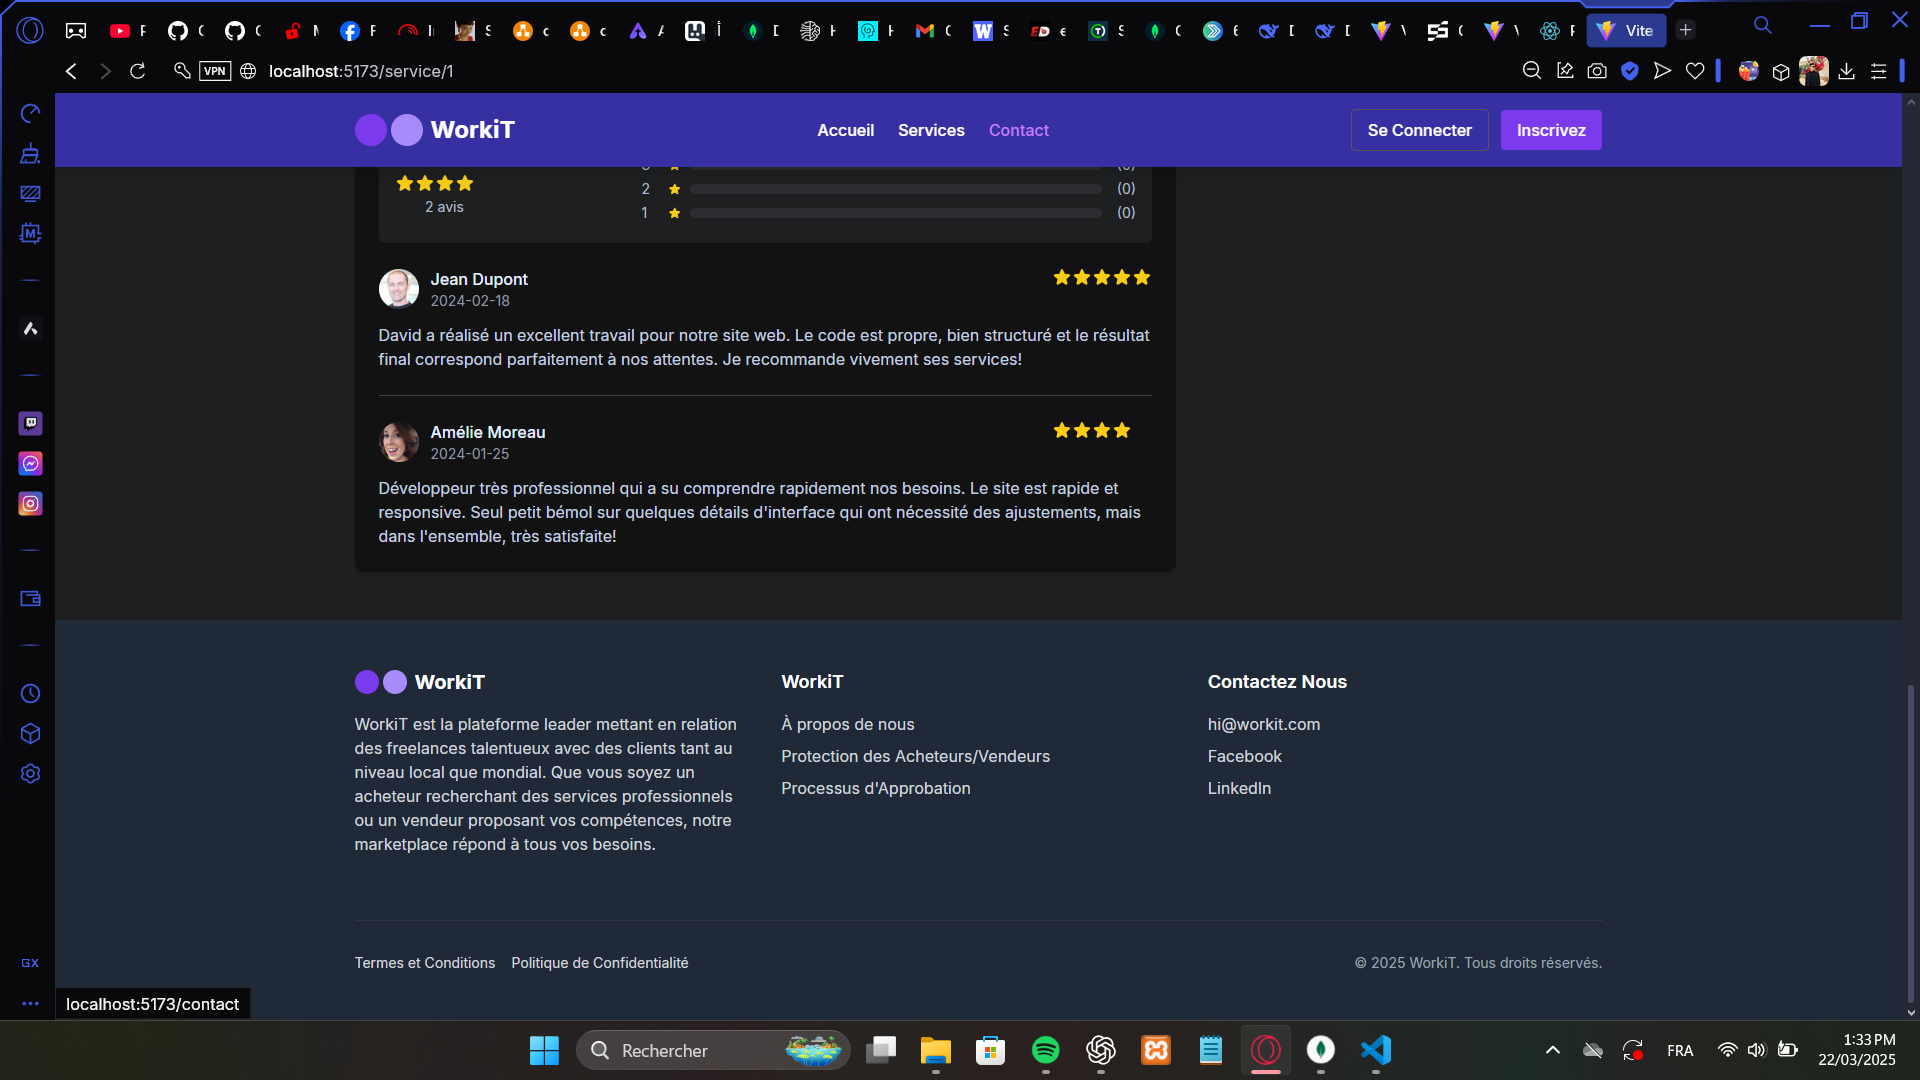 Vite
VPN
localhost:5173/service/1
WorkiT
Accueil
Services
Contact
Se Connecter
Inscrivez
2 avis
2
(0)
1
(0)
Jean Dupont
2024-02-18
David a réalisé un excellent travail pour notre site web. Le code est propre, bien structuré et le résultat
final correspond parfaitement à nos attentes. Je recommande vivement ses services!
Amélie Moreau
2024-01-25
Développeur très professionnel qui a su comprendre rapidement nos besoins. Le site est rapide et
responsive. Seul petit bémol sur quelques détails d'interface qui ont nécessité des ajustements, mais
dans l'ensemble, très satisfaite!
WorkiT
WorkiT est la plateforme leader mettant en relation
des freelances talentueux avec des clients tant au
niveau local que mondial. Que vous soyez un
acheteur recherchant des services professionnels
ou un vendeur proposant vos compétences, notre
marketplace répond à tous vos besoins.
WorkiT
À propos de nous
Protection des Acheteurs/Vendeurs
Processus d'Approbation
Contactez Nous
hi@workit.com
Facebook
LinkedIn
Termes et Conditions
Politique de Confidentialité
© 2025 WorkiT. Tous droits réservés.
GX
localhost:5173/contact
Rechercher
FRA
1:33 PM
22/03/2025